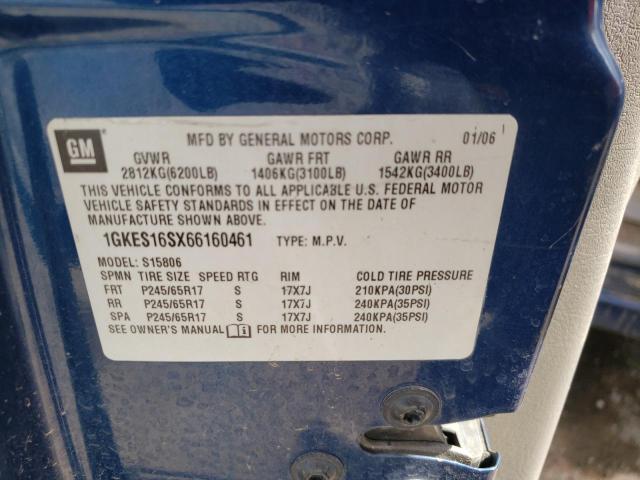 GM
MFD BY GENERAL MOTORS CORP. 01/06
GVWR GAWR FRT GAWR RR
2812KG(6200LB) 1406KG(3100LB) 1542KG(3400LB)
THIS VEHICLE CONFORMS TO ALL APPLICABLE U.S. FEDERAL MOTOR
VEHICLE SAFETY STANDARDS IN EFFECT ON THE DATE OF
MANUFACTURE SHOWN ABOVE.
1GKES16SX66160461 TYPE: M.P.V.
MODEL: S15806
SPMN TIRE SIZE SPEED RTG RIM COLD TIRE PRESSURE
FRT P245/65R17 S 17X7J 210KPA(30PSI)
RR P245/65R17 S 17X7J 240KPA(35PSI)
SPA P245/65R17 S 17X7J 240KPA(35PSI)
SEE OWNER'S MANUAL FOR MORE INFORMATION.